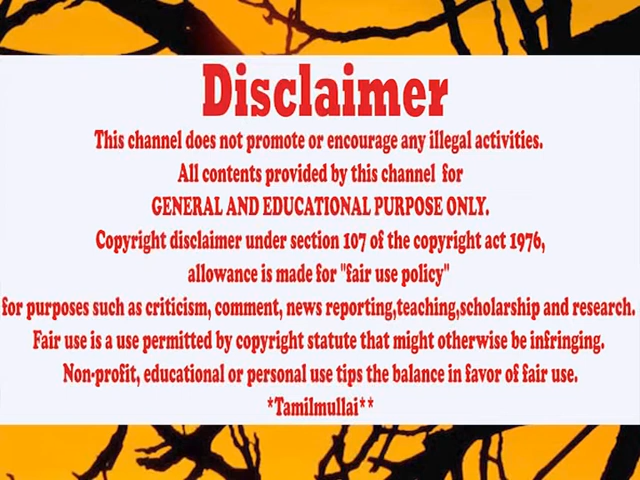 Disclaimer
This channel does not promote or encourage any illegal activities.
All contents provided by this channel for
GENERAL AND EDUCATIONAL PURPOSE ONLY.
Copyright disclaimer under section 107 of the copyright act 1976,
allowance is made for "fair use policy"
for purposes such as criticism, comment, news reporting,teaching,scholarship and research.
Fair use is a use permitted by copyright statute that might otherwise be infringing.
Non-profit, educational or personal use tips the balance in favor of fair use.
*Tamilmullai**